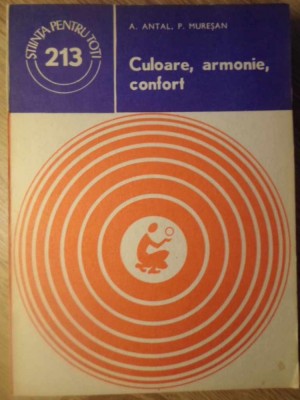 ȘTIINȚA PENTRU TOȚI
213
A. ANTAL, P. MUREȘAN
Culoare, armonie,
confort